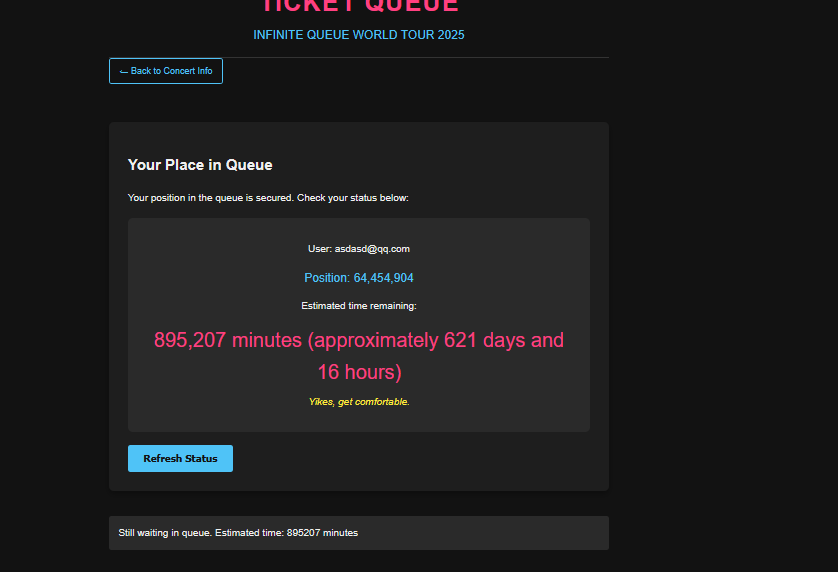 TICKET QUEUE
INFINITE QUEUE WORLD TOUR 2025
← Back to Concert Info
Your Place in Queue
Your position in the queue is secured. Check your status below:
User: asdasd@qq.com
Position: 64,454,904
Estimated time remaining:
895,207 minutes (approximately 621 days and
16 hours)
Yikes, get comfortable.
Refresh Status
Still waiting in queue. Estimated time: 895207 minutes